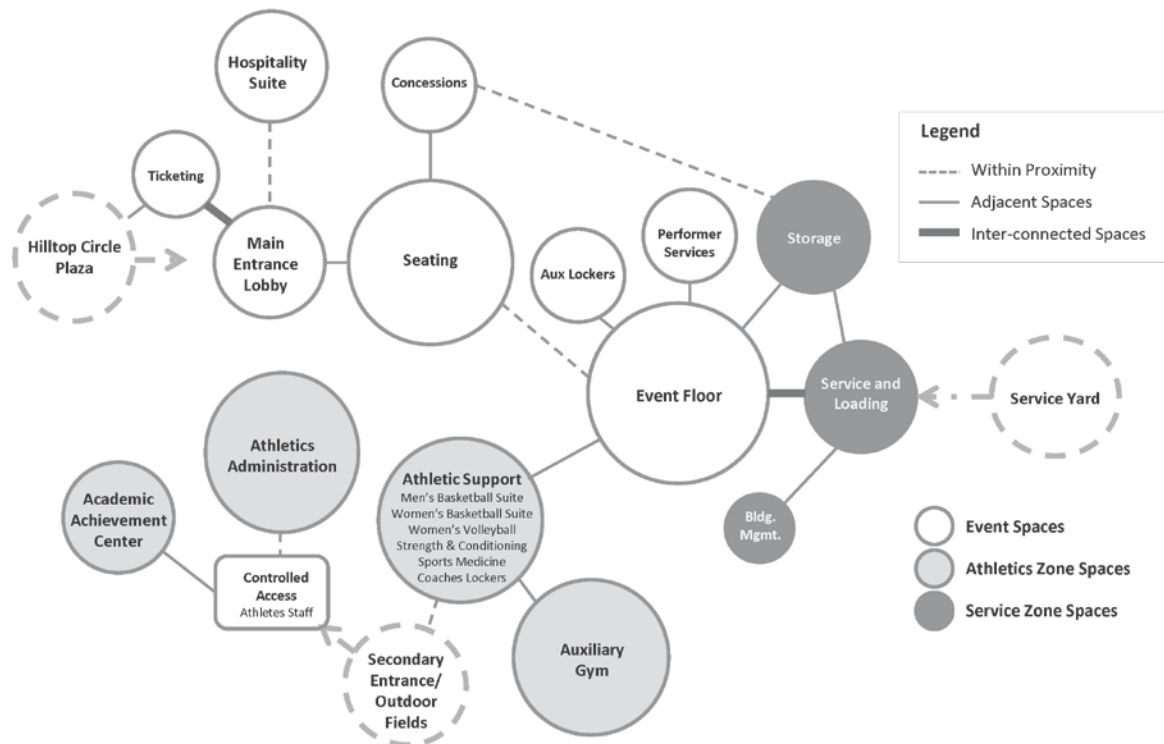 Hospitality
Suite
Concessions
Ticketing
Hilltop Circle
Plaza
Main
Entrance
Lobby
Seating
Aux Lockers
Performer
Services
Storage
Legend
Within Proximity
Adjacent Spaces
Inter-connected Spaces
Event Floor
Service and
Loading
Service Yard
Athletics
Administration
Academic
Achievement
Center
Controlled
Access
Athletes Staff
Athletic Support
Men's Basketball Suite
Women's Basketball Suite
Women's Volleyball
Strength & Conditioning
Sports Medicine
Coaches Lockers
Bldg.
Mgmt.
Event Spaces
Athletics Zone Spaces
Service Zone Spaces
Secondary
Entrance/
Outdoor
Fields
Auxiliary
Gym